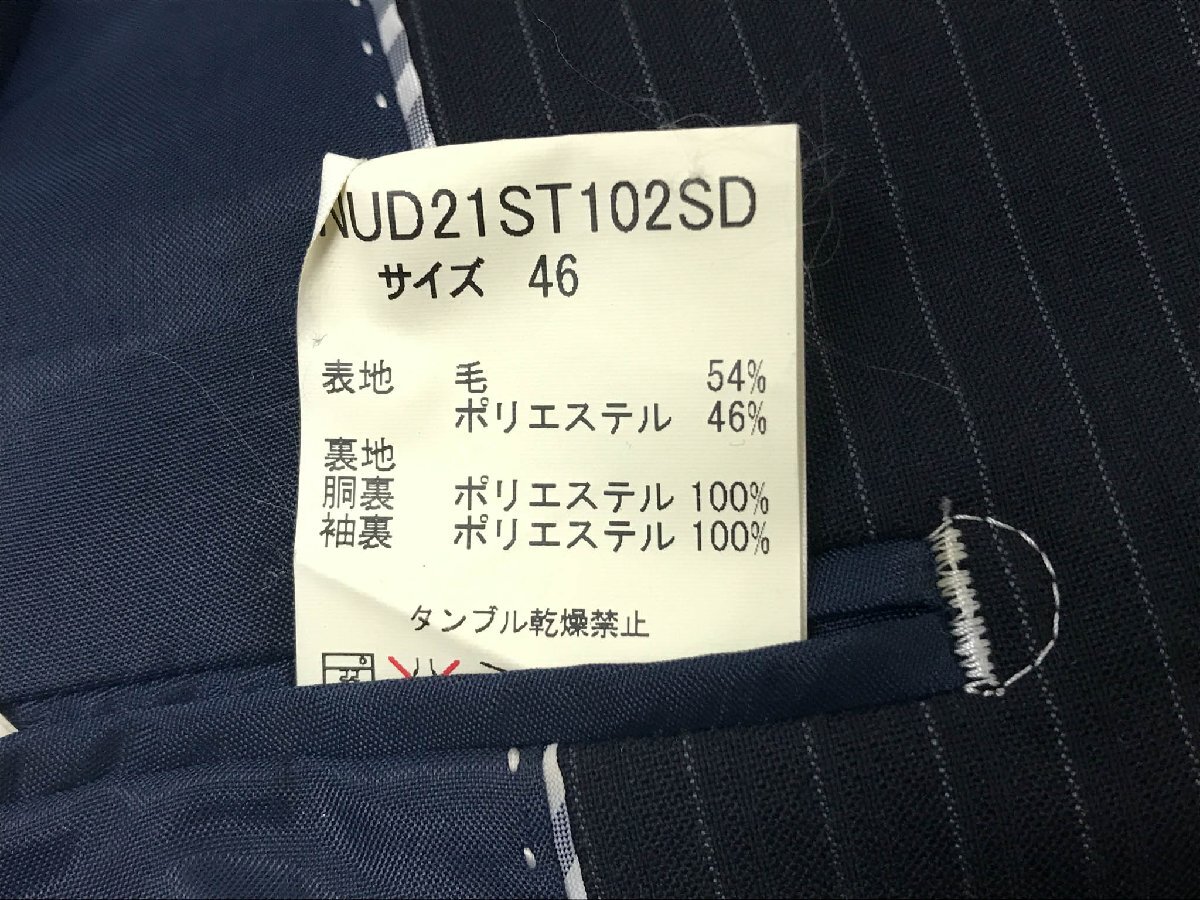 NUD21ST102SD
サイズ 46
表地 毛 54%
ポリエステル 46%
裏地
胴裏 ポリエステル 100%
袖裏 ポリエステル 100%
タンブル乾燥禁止